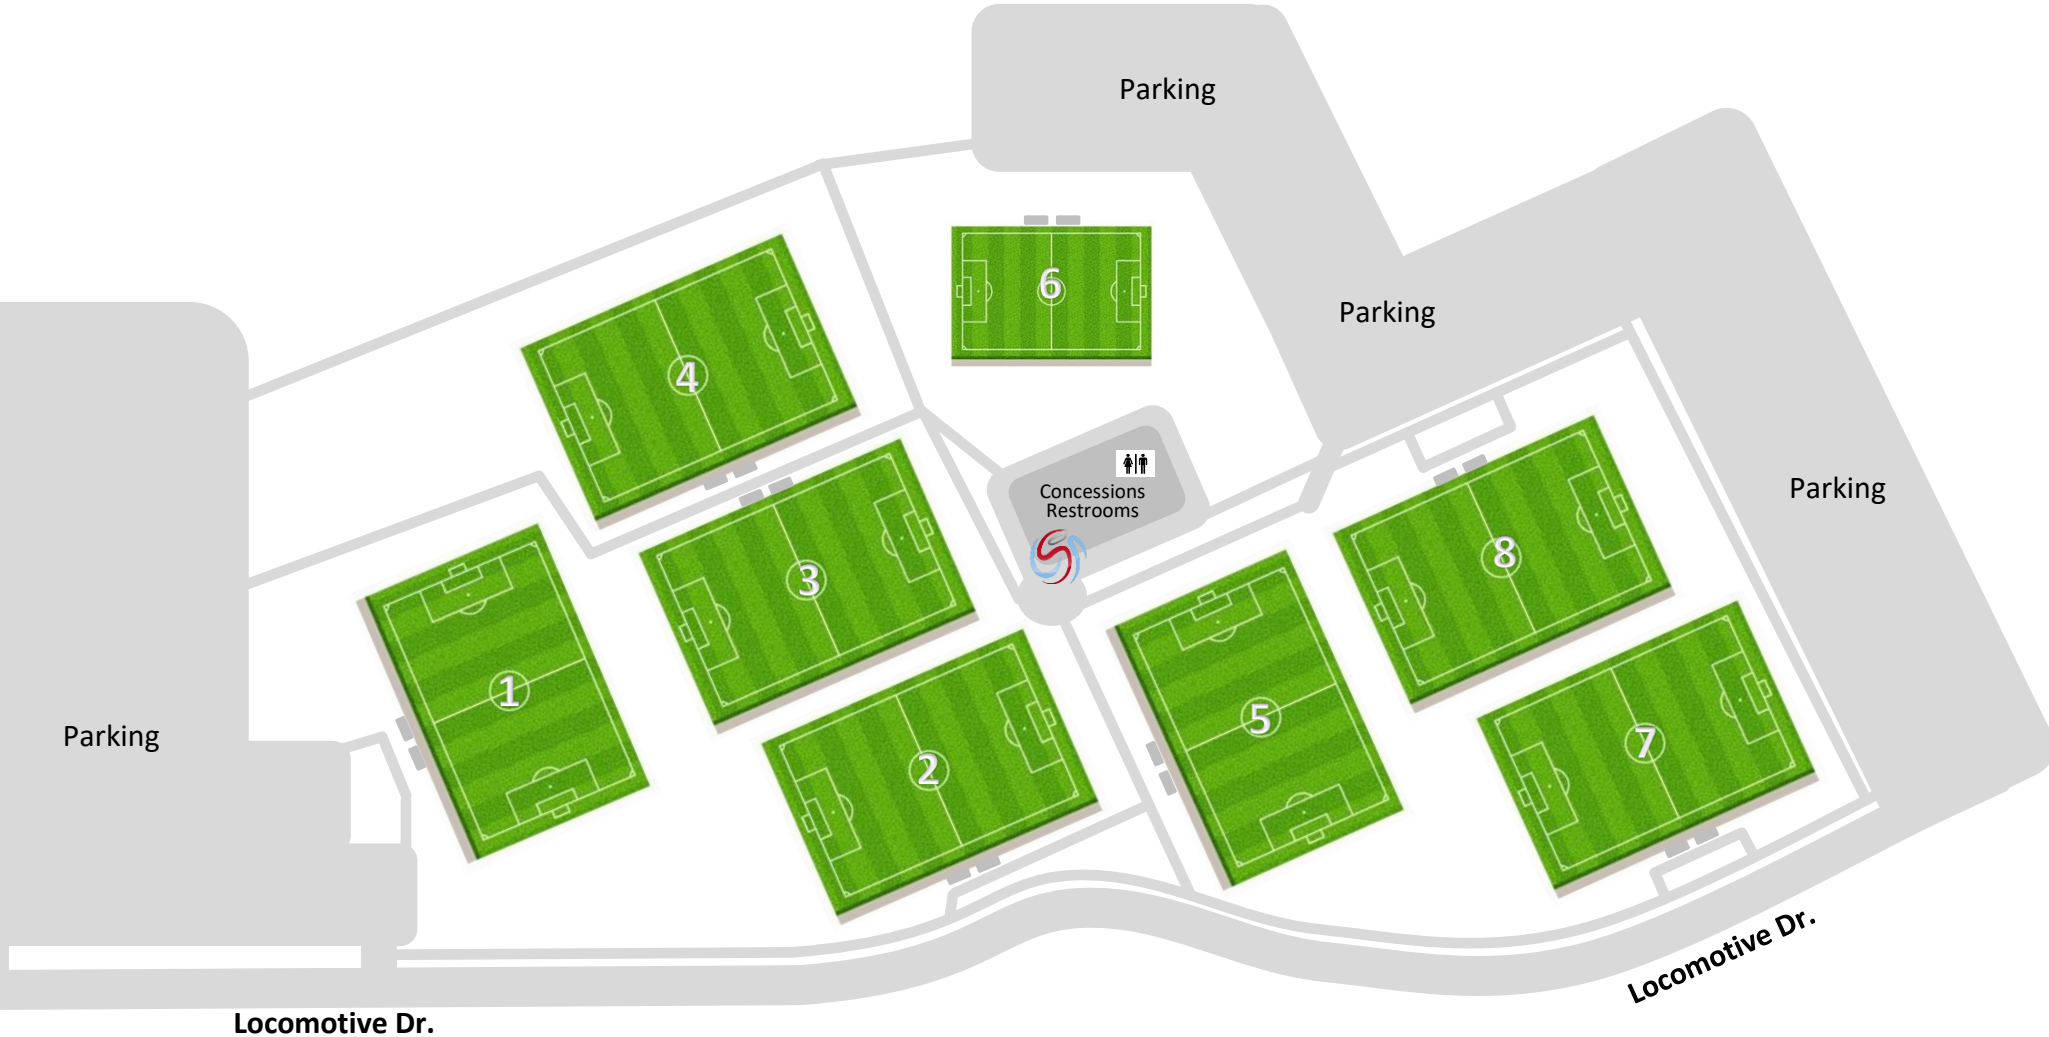 Parking
6
Parking
4
Concessions
Restrooms
Parking
8
3
1
5
7
2
Parking
Locomotive Dr.
Locomotive Dr.